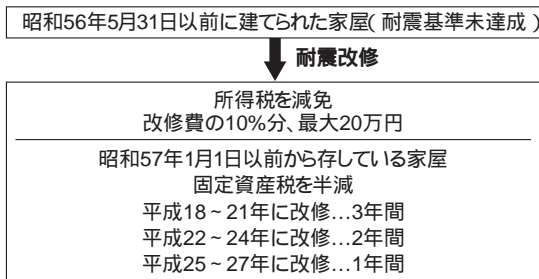 昭和56年5月31日以前に建てられた家屋(耐震基準未達成)
耐震改修
所得税を減免
改修費の10%分、最大20万円
昭和57年1月1日以前から存している家屋
固定資産税を半減
平成18~21年に改修…3年間
平成22~24年に改修…2年間
平成25~27年に改修…1年間